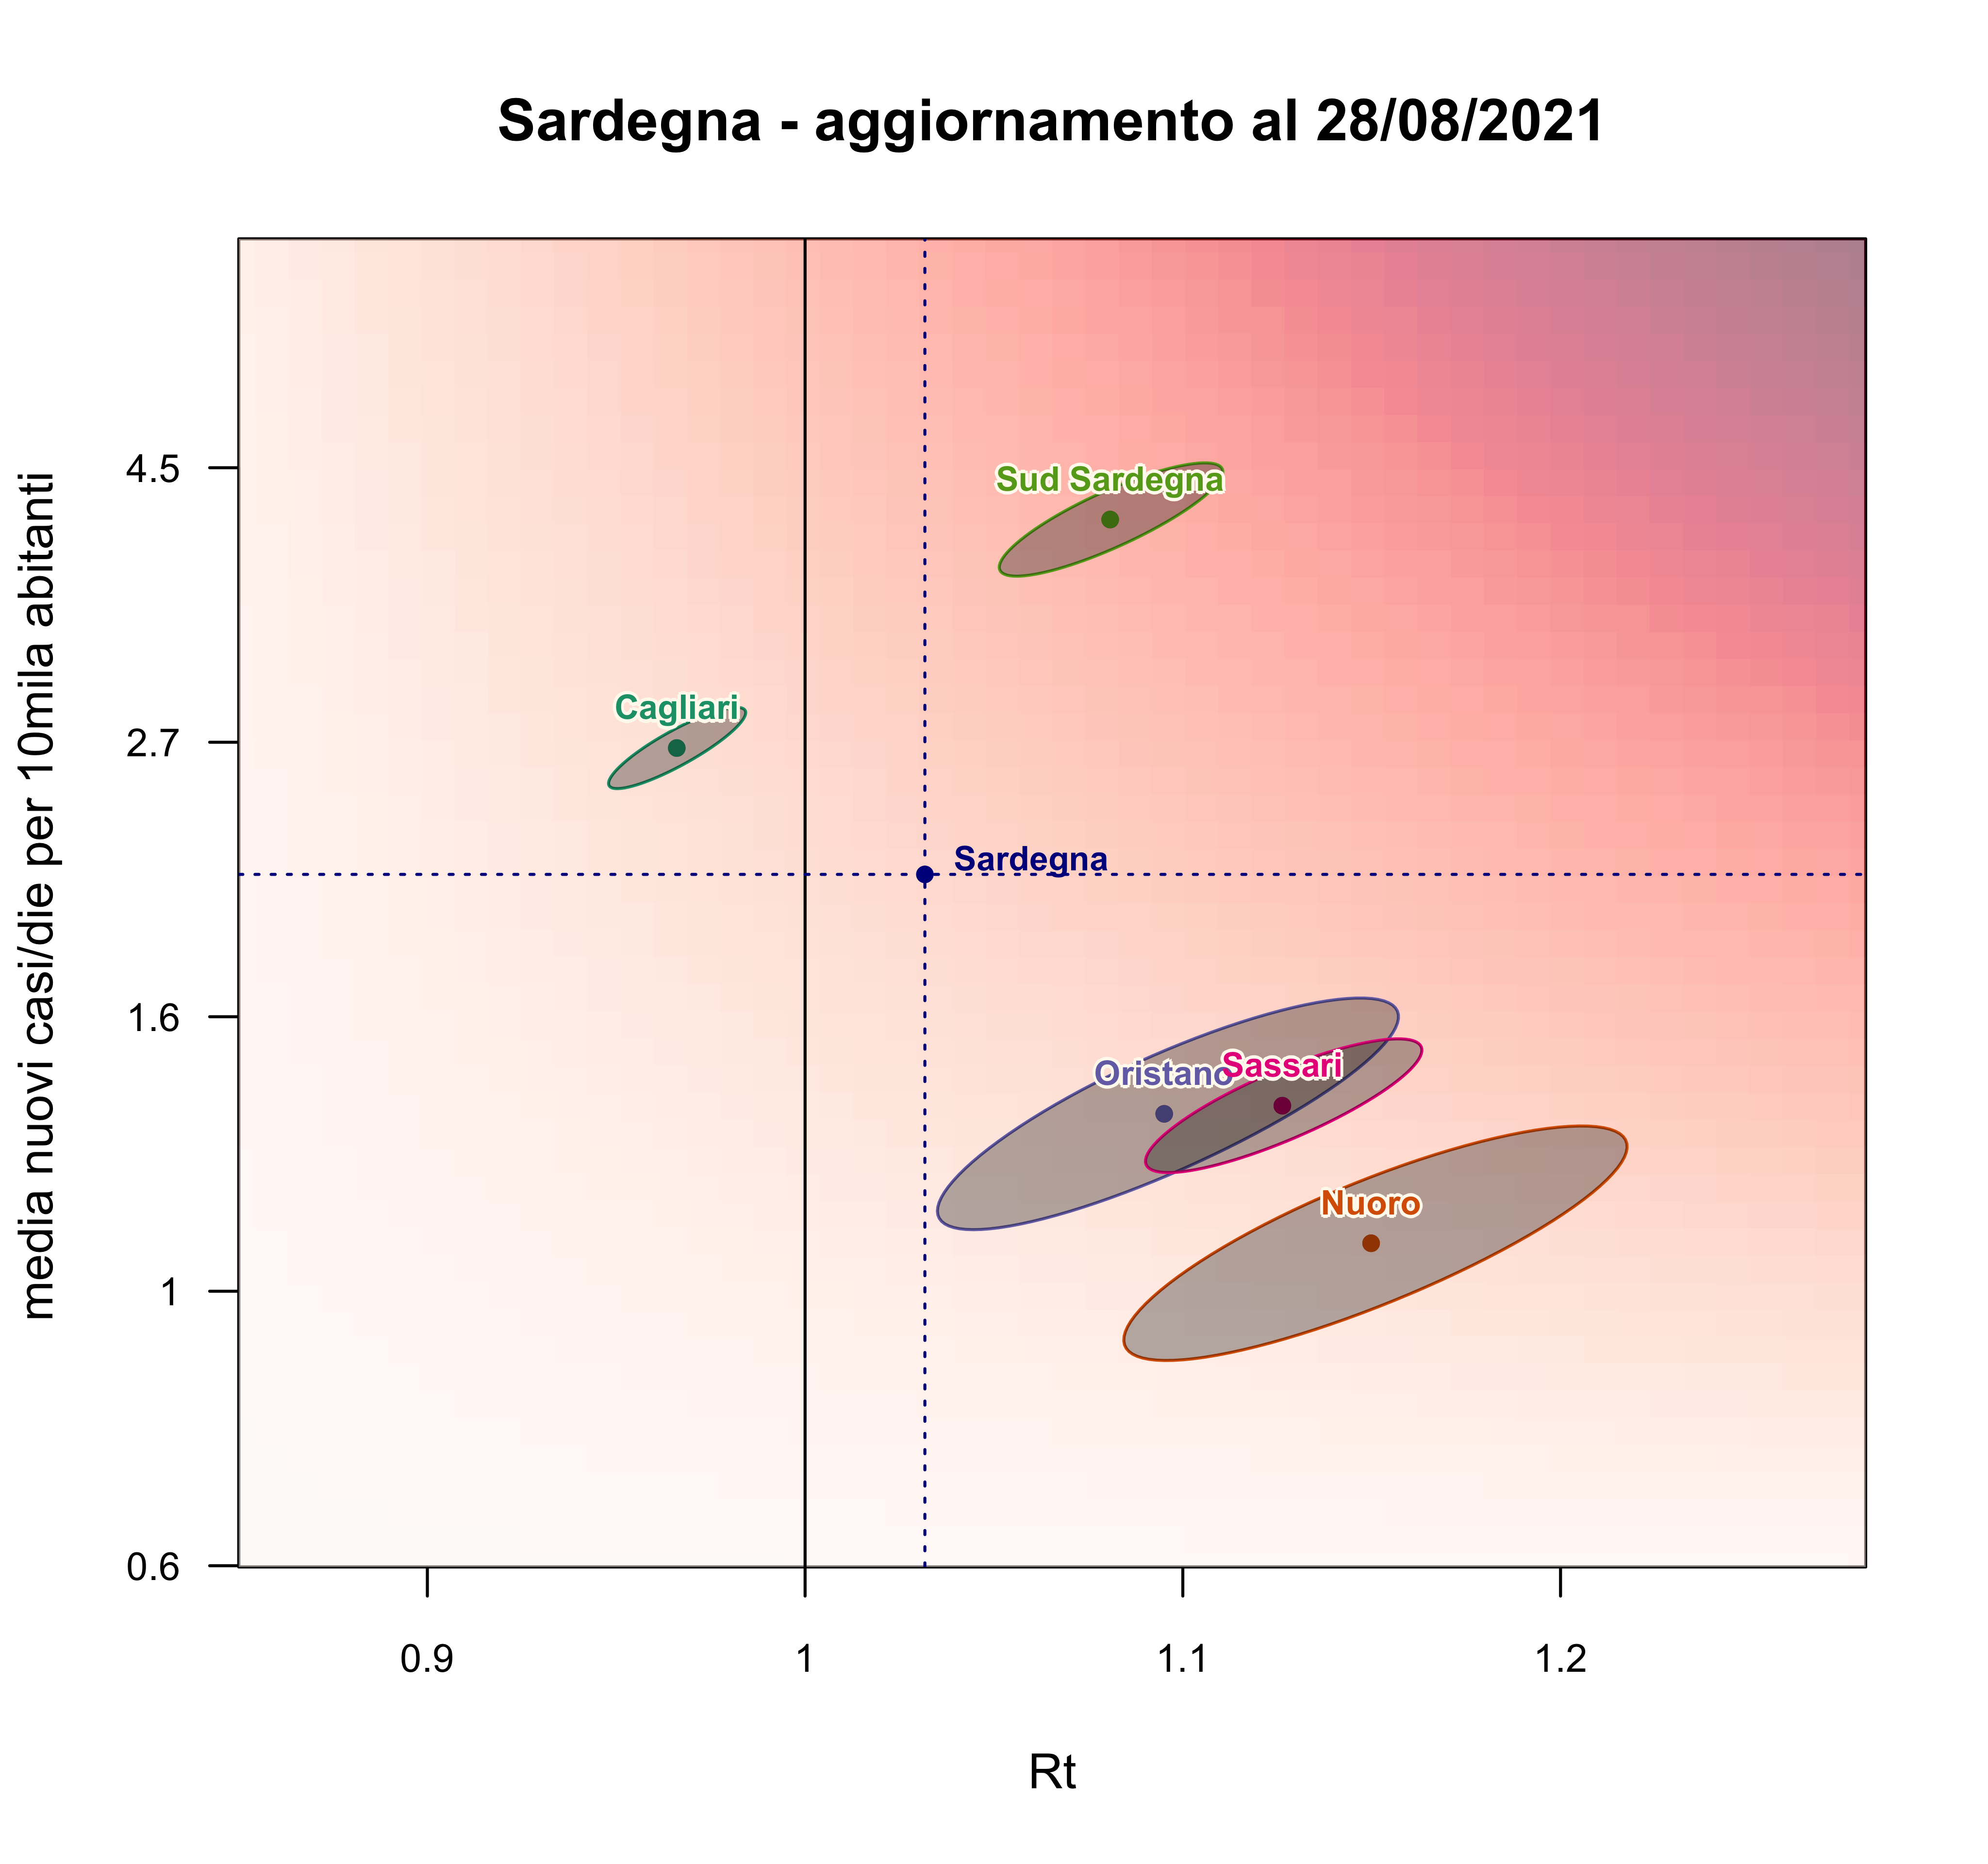 Sardegna - aggiornamento al 28/08/2021
media nuovi casi/die per 10mila abitanti
4.5
2.7
1.6
1
0.6
Sud Sardegna
Cagliari
Sardegna
Oristano
Sassari
Nuoro
0.9
1
1.1
1.2
Rt